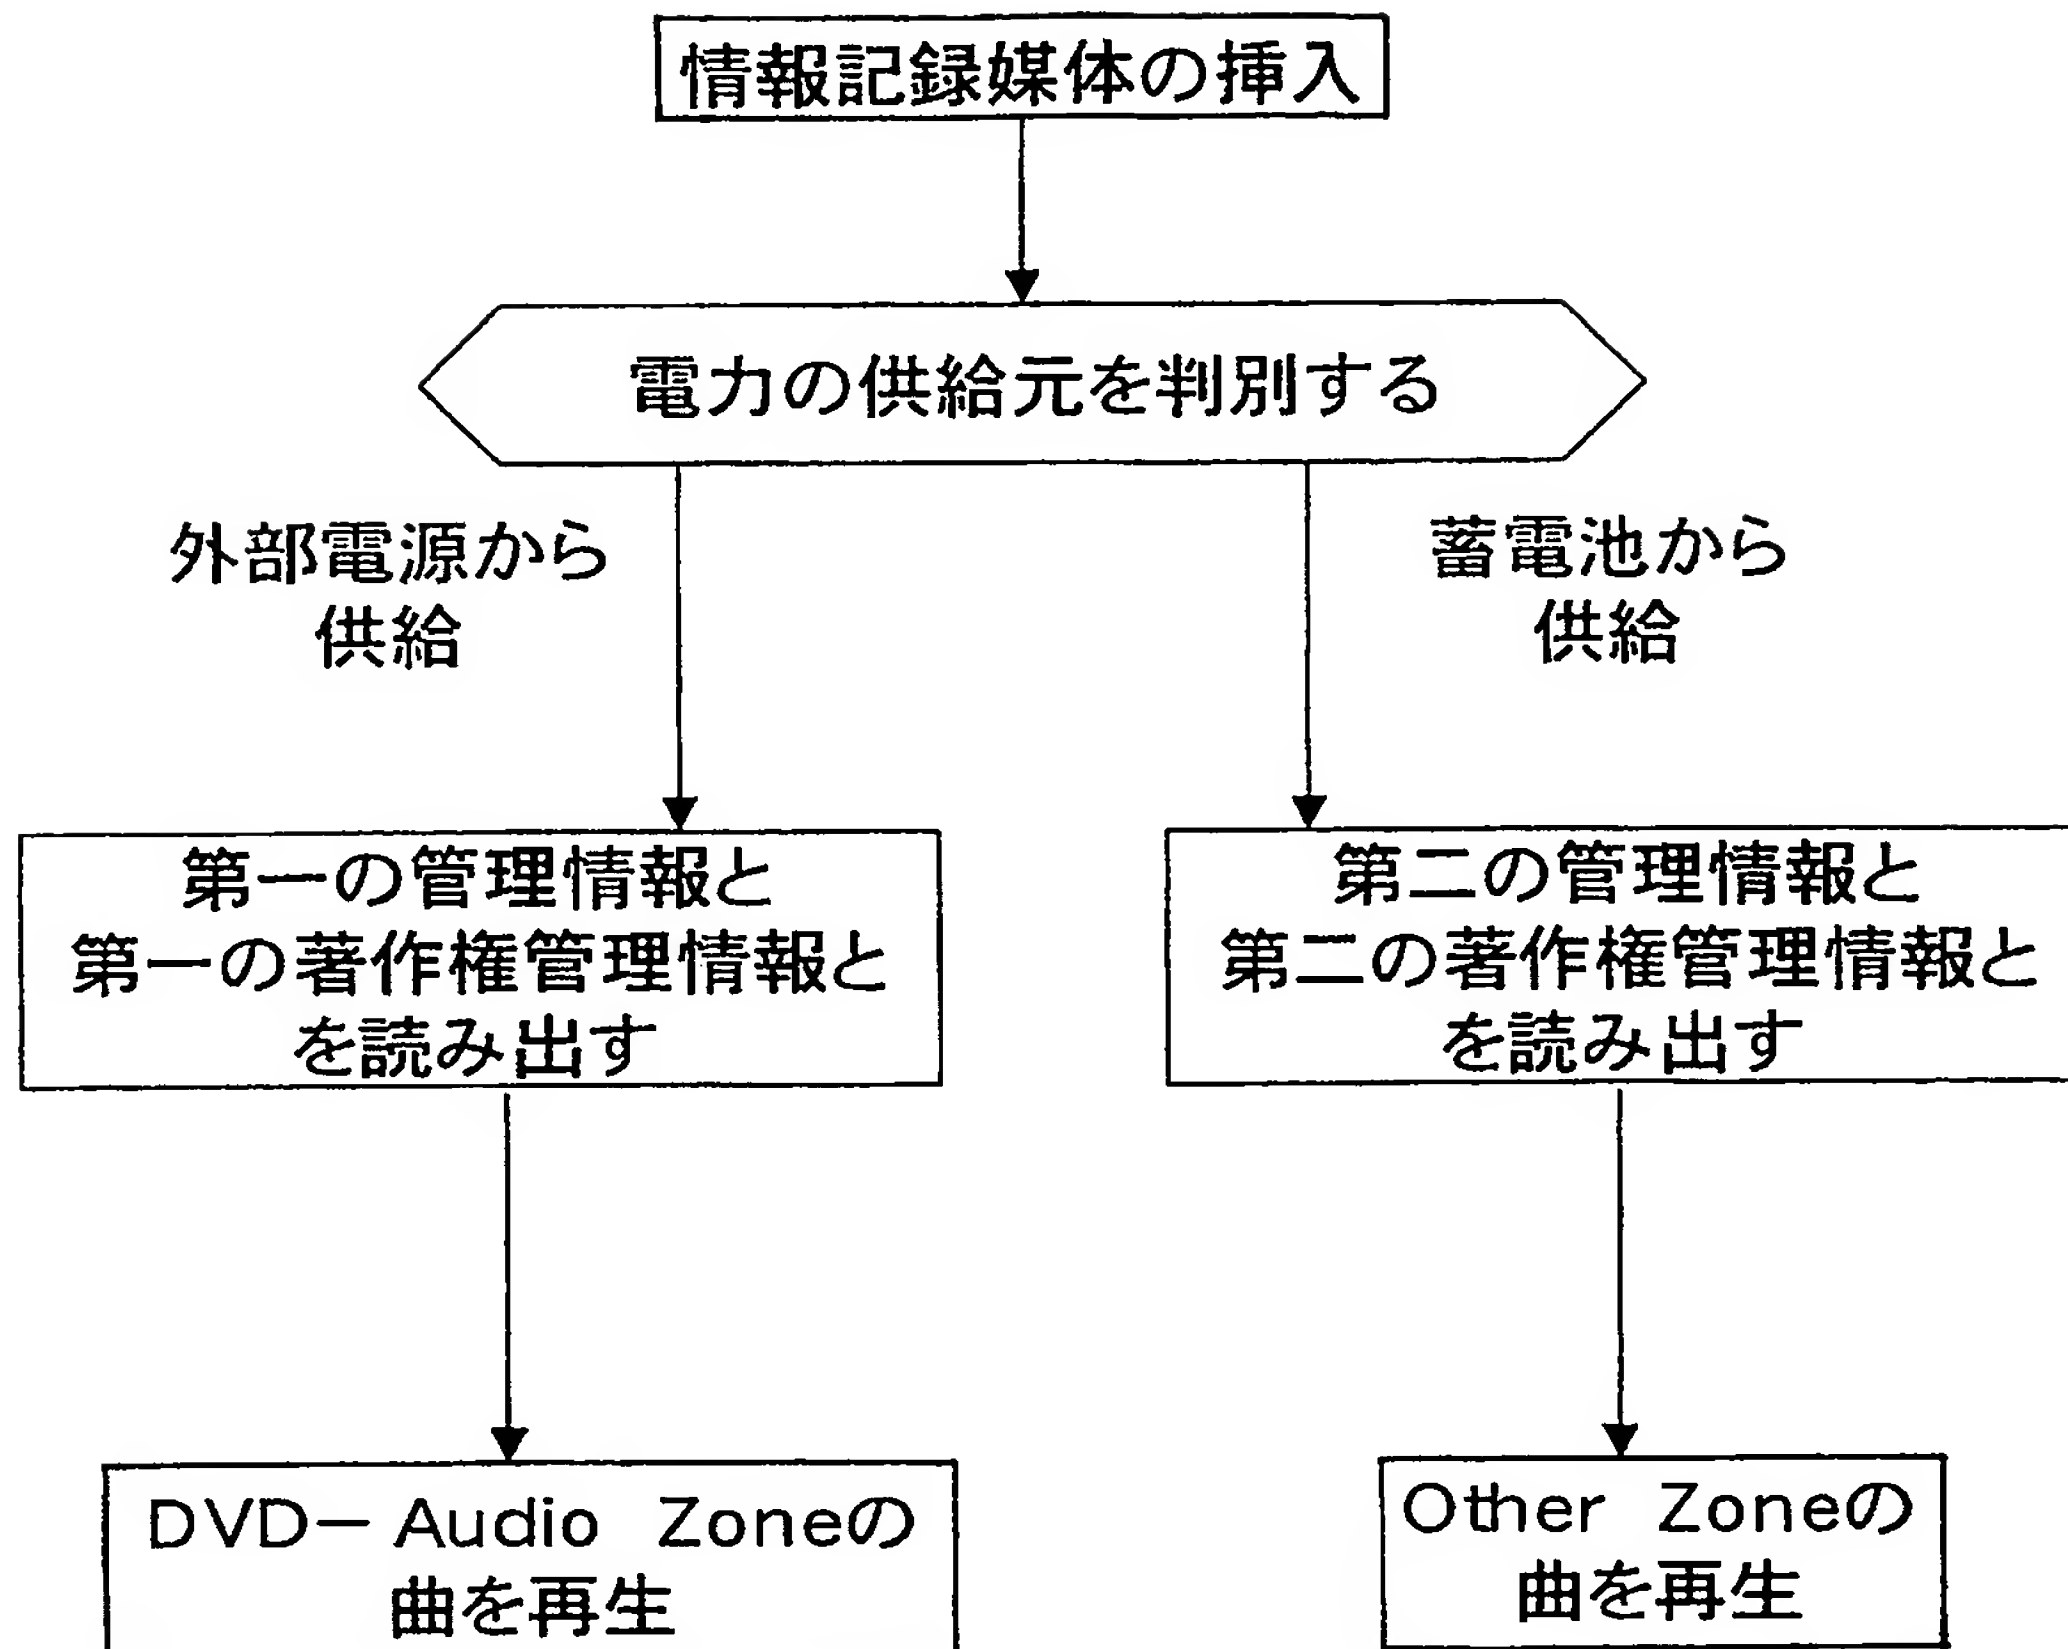 情報記録媒体の挿入
電力の供給元を判別する
外部電源から
供給
蓄電池から
供給
第一の管理情報と
第一の著作権管理情報と
を読み出す
第二の管理情報と
第二の著作権管理情報と
を読み出す
DVD-Audio Zoneの
曲を再生
Other Zoneの
曲を再生